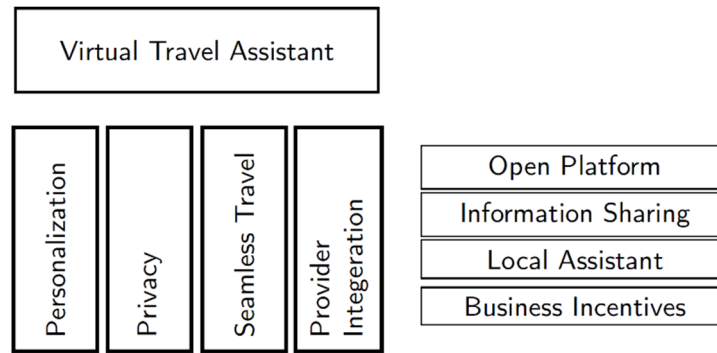 Virtual Travel Assistant
Personalization
Privacy
Seamless Travel
Provider
Integeration
Open Platform
Information Sharing
Local Assistant
Business Incentives